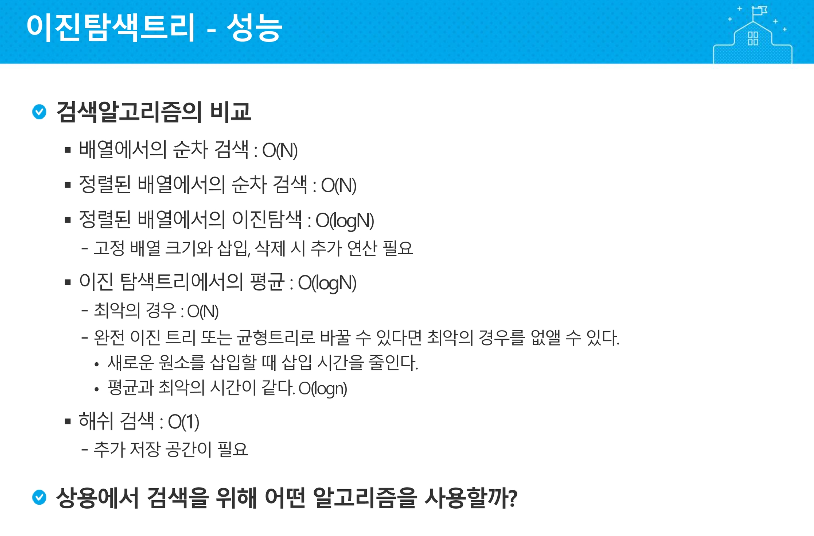 이진탐색트리 - 성능
검색알고리즘의 비교
▪ 배열에서의 순차 검색 : O(N)
▪ 정렬된 배열에서의 순차 검색 : O(N)
▪ 정렬된 배열에서의 이진탐색 : O(logN)
- 고정 배열 크기와 삽입, 삭제 시 추가 연산 필요
▪ 이진 탐색트리에서의 평균 : O(logN)
- 최악의 경우 : O(N)
- 완전 이진 트리 또는 균형트리로 바꿀 수 있다면 최악의 경우를 없앨 수 있다.
• 새로운 원소를 삽입할 때 삽입 시간을 줄인다.
• 평균과 최악의 시간이 같다. O(logn)
▪ 해쉬 검색 : O(1)
- 추가 저장 공간이 필요
상용에서 검색을 위해 어떤 알고리즘을 사용할까?